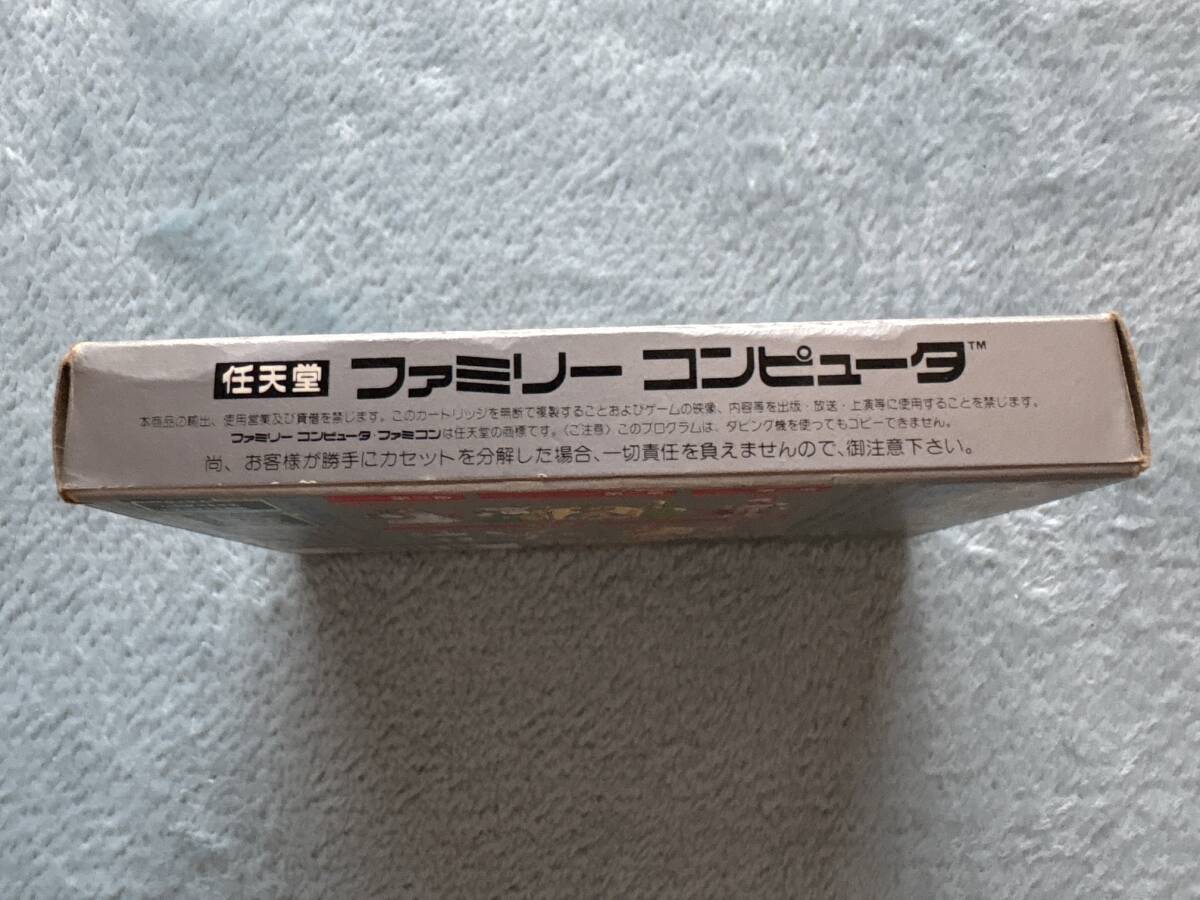 任天堂 ファミリー コンピュータ™
本商品の輸出、使用営業及び賃借を禁じます。このカートリッジを無断で複製することおよびゲームの映像、内容等を出版・放送・上演等に使用することを禁じます。
ファミリー コンピュータ・ファミコンは任天堂の商標です。〈ご注意〉このプログラムは、タビング機を使ってもコピーできません。
尚、お客様が勝手にカセットを分解した場合、一切責任を負えませんので、御注意下さい。